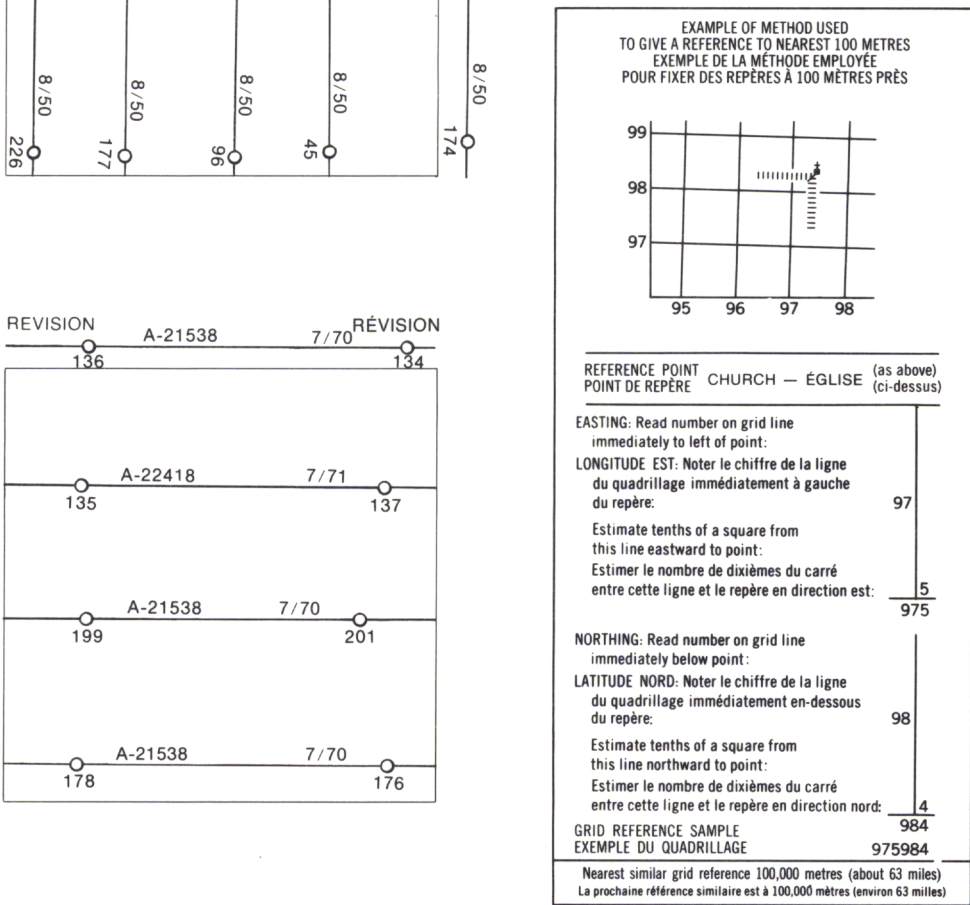 8/50
8/50
8/50
8/50
8/50
226
177
96
45
174
REVISION
RÉVISION
A-21538
7/70
136
134
A-22418
7/71
135
137
A-21538
7/70
199
201
A-21538
7/70
178
176
EXAMPLE OF METHOD USED
TO GIVE A REFERENCE TO NEAREST 100 METRES
EXEMPLE DE LA MÉTHODE EMPLOYÉE
POUR FIXER DES REPÈRES À 100 MÈTRES PRÈS
99
98
97
95 96 97 98
REFERENCE POINT
POINT DE REPÈRE
CHURCH — ÉGLISE
(as above)
(ci-dessus)
EASTING: Read number on grid line
immediately to left of point:
LONGITUDE EST: Noter le chiffre de la ligne
du quadrillage immédiatement à gauche
du repère: 97
Estimate tenths of a square from
this line eastward to point:
Estimer le nombre de dixièmes du carré
entre cette ligne et le repère en direction est: 5
975
NORTHING: Read number on grid line
immediately below point:
LATITUDE NORD: Noter le chiffre de la ligne
du quadrillage immédiatement en-dessous
du repère: 98
Estimate tenths of a square from
this line northward to point:
Estimer le nombre de dixièmes du carré
entre cette ligne et le repère en direction nord: 4
984
GRID REFERENCE SAMPLE
EXEMPLE DU QUADRILLAGE 975984
Nearest similar grid reference 100,000 metres (about 63 miles)
La prochaine référence similaire est à 100,000 mètres (environ 63 milles)